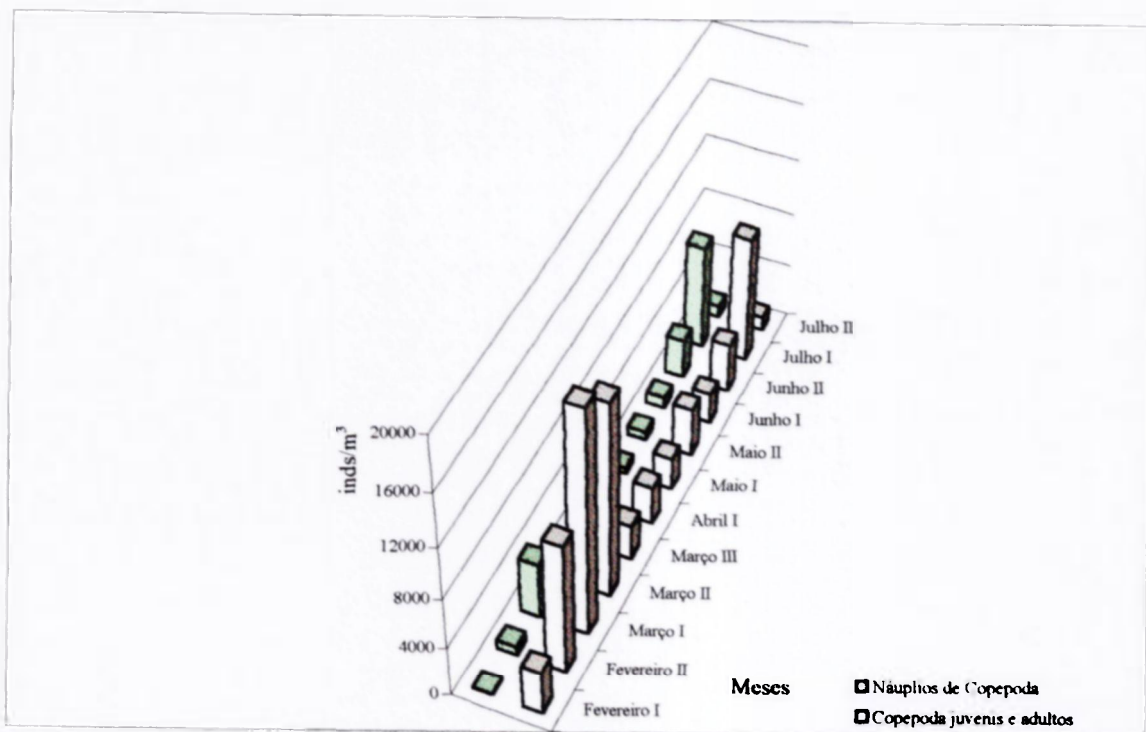 20000
16000
12000
8000
4000
0
inds/m³
Julho II
Julho I
Junho II
Junho I
Maio II
Maio I
Abril I
Março III
Março II
Março I
Fevereiro II
Fevereiro I
Meses
Náuplios de Copepoda
Copepoda juvenis e adultos